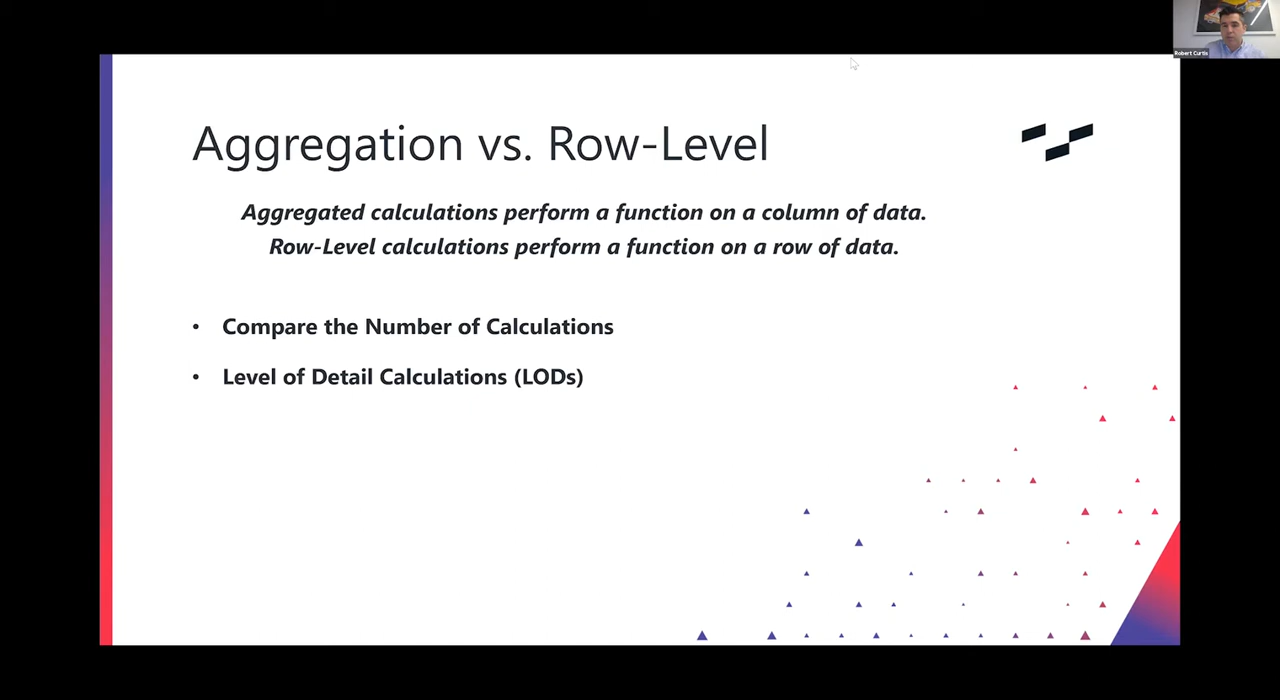 Robert Curtis
Aggregation vs. Row-Level
Aggregated calculations perform a function on a column of data.
Row-Level calculations perform a function on a row of data.
• Compare the Number of Calculations
• Level of Detail Calculations (LODs)